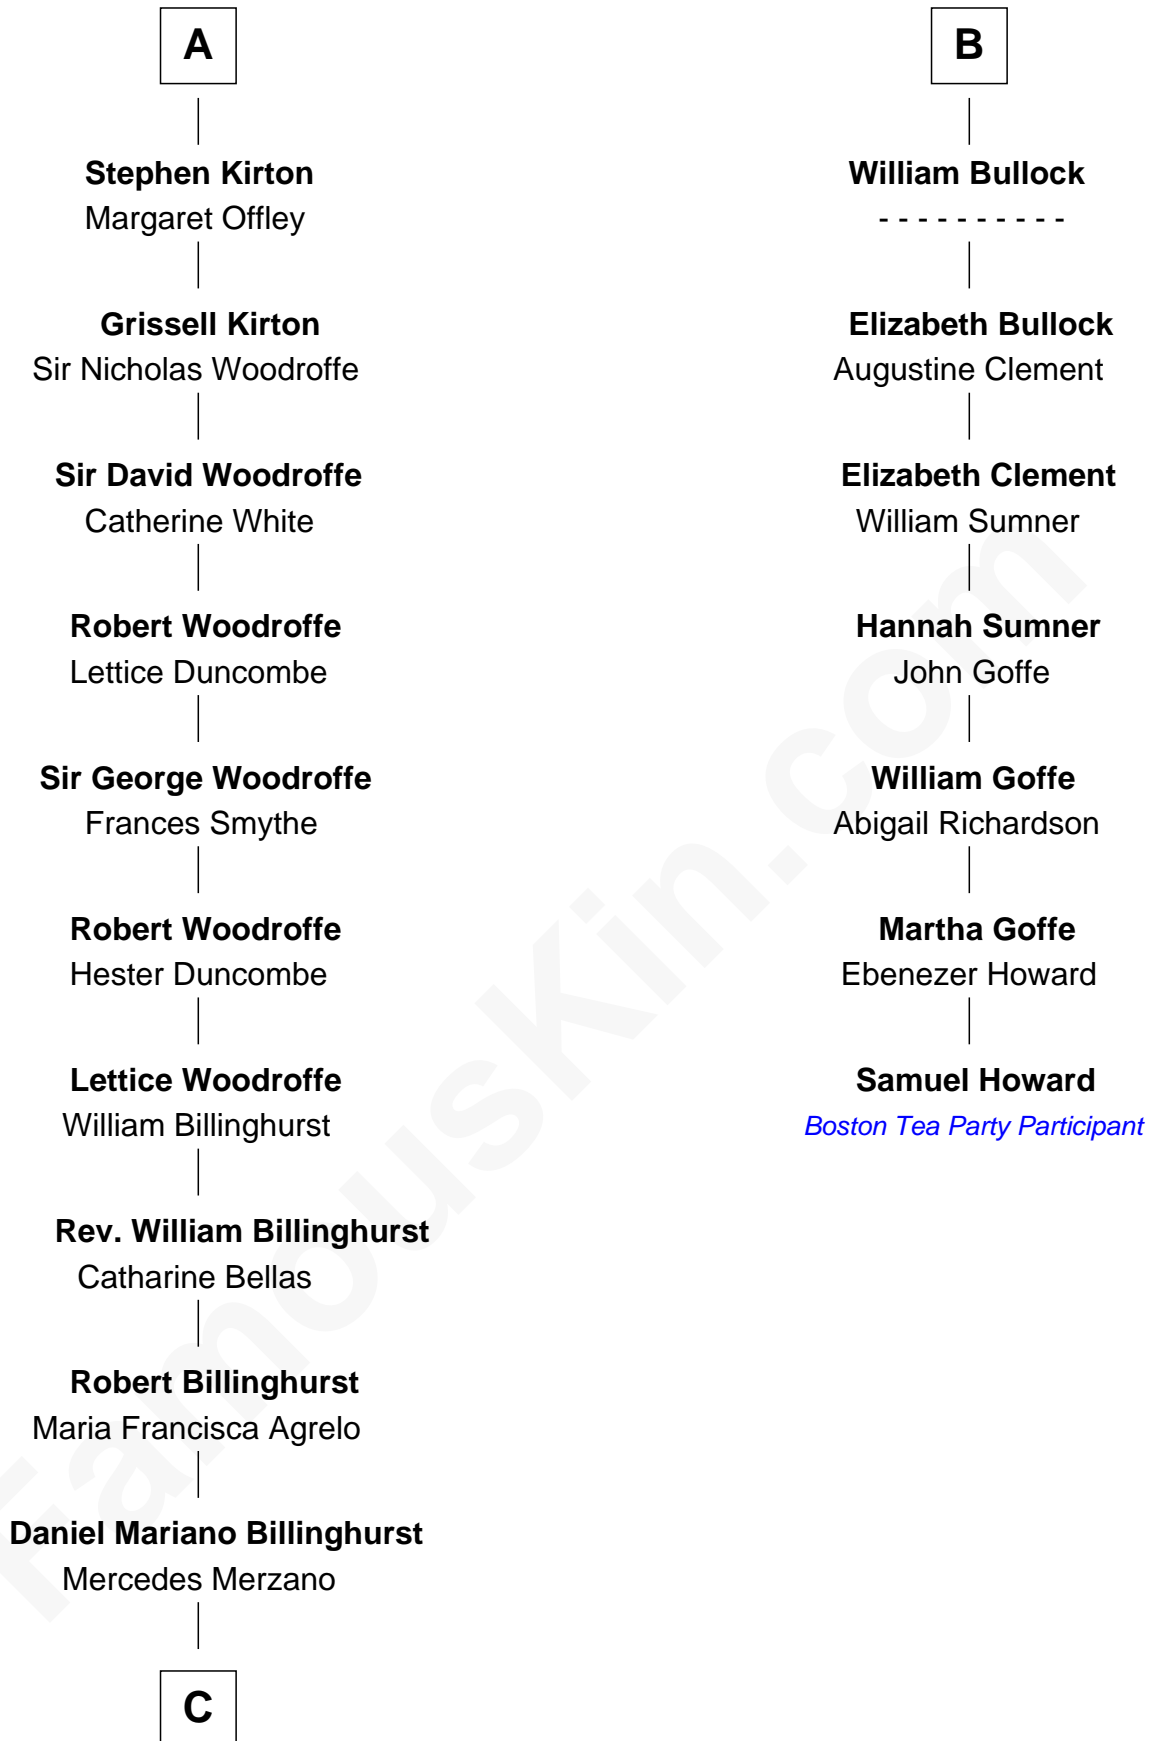 A
Stephen Kirton
Margaret Offley
Grissell Kirton
Sir Nicholas Woodroffe
Sir David Woodroffe
Catherine White
Robert Woodroffe
Lettice Duncombe
Sir George Woodroffe
Frances Smythe
Robert Woodroffe
Hester Duncombe
Lettice Woodroffe
William Billinghurst
Rev. William Billinghurst
Catharine Bellas
Robert Billinghurst
Maria Francisca Agrelo
Daniel Mariano Billinghurst
Mercedes Merzano
C
B
William Bullock
- - - - - - - - - -
Elizabeth Bullock
Augustine Clement
Elizabeth Clement
William Sumner
Hannah Sumner
John Goffe
William Goffe
Abigail Richardson
Martha Goffe
Ebenezer Howard
Samuel Howard
Boston Tea Party Participant
FamousKin.com